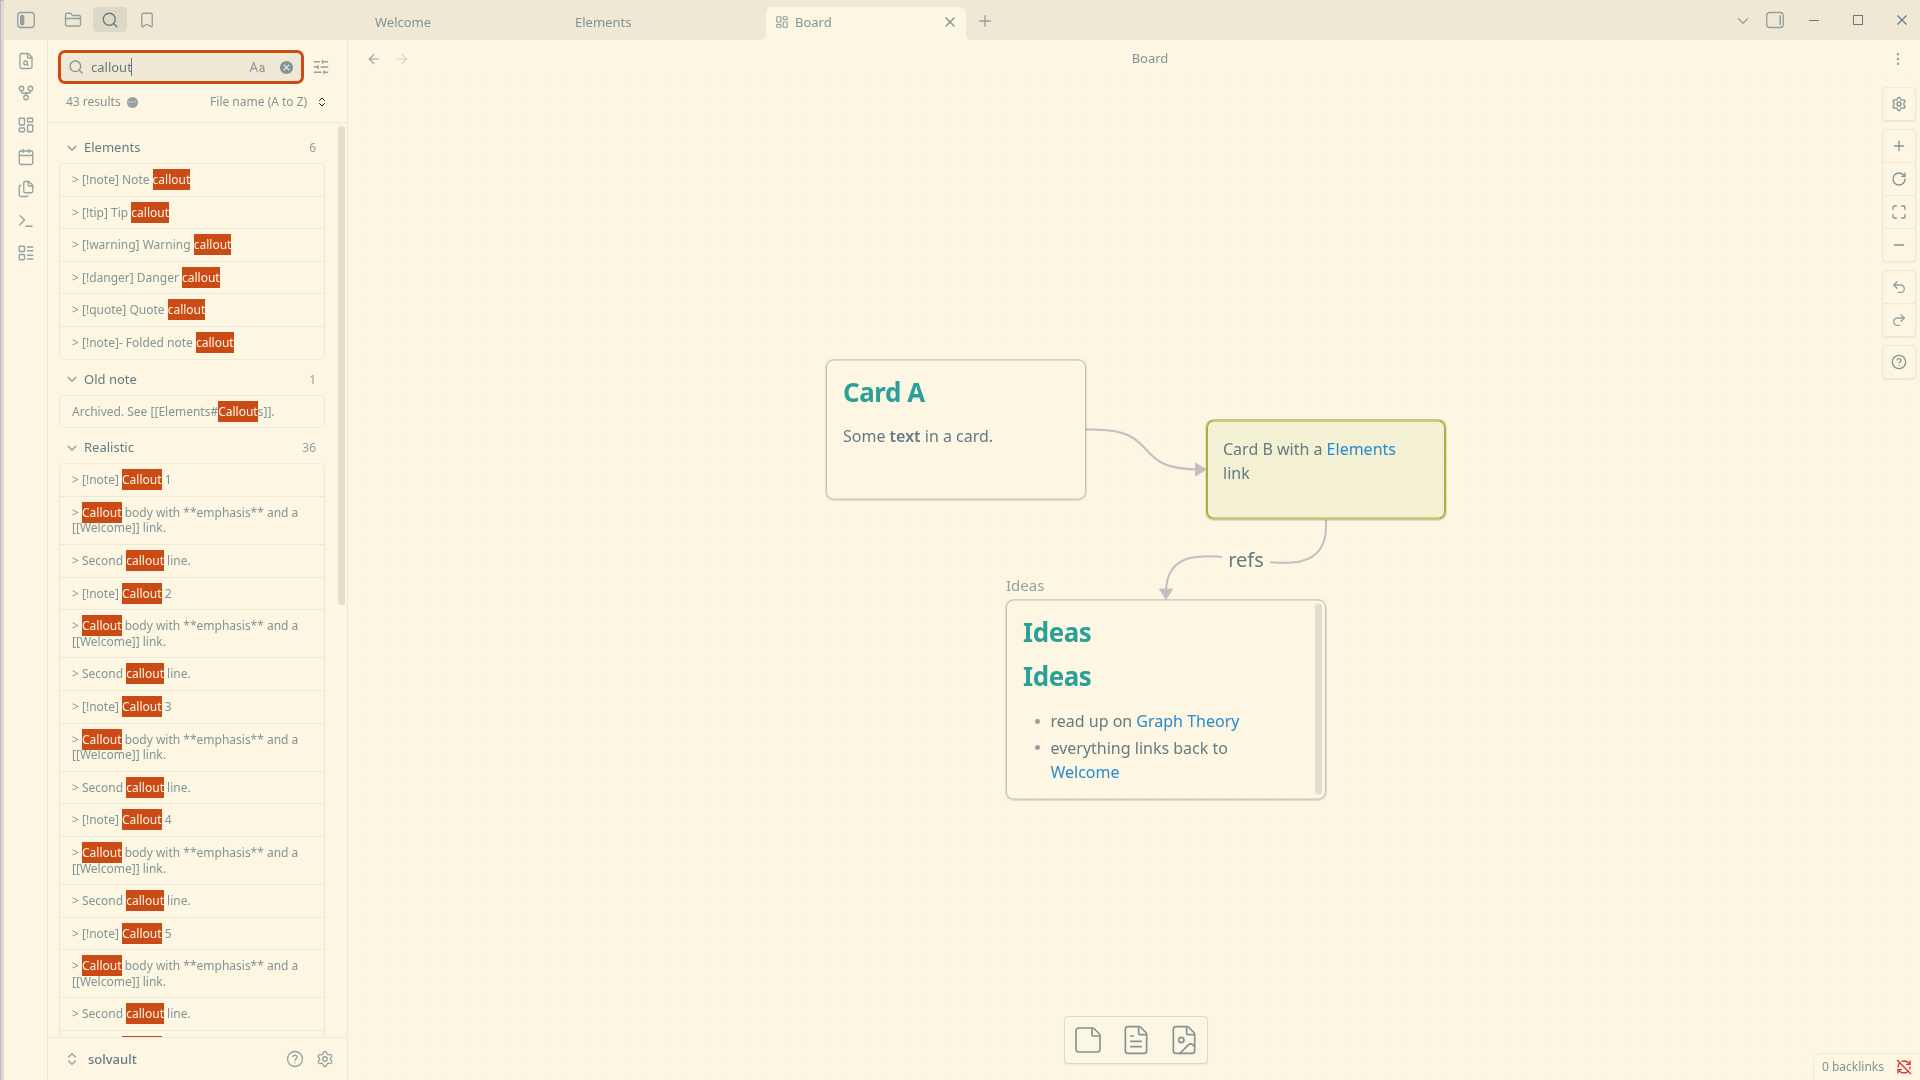 Welcome
Elements
Board
callout
Aa
43 results
File name (A to Z)
Board
Elements
6
> [!note] Note callout
> [!tip] Tip callout
> [!warning] Warning callout
> [!danger] Danger callout
> [!quote] Quote callout
> [!note]- Folded note callout
Old note
1
Archived. See [[Elements#Callouts]].
Realistic
36
> [!note] Callout 1
> Callout body with **emphasis** and a
[[Welcome]] link.
> Second callout line.
> [!note] Callout 2
> Callout body with **emphasis** and a
[[Welcome]] link.
> Second callout line.
> [!note] Callout 3
> Callout body with **emphasis** and a
[[Welcome]] link.
> Second callout line.
> [!note] Callout 4
> Callout body with **emphasis** and a
[[Welcome]] link.
> Second callout line.
> [!note] Callout 5
> Callout body with **emphasis** and a
[[Welcome]] link.
> Second callout line.
solvault
Card A
Some text in a card.
Card B with a Elements
link
refs
Ideas
Ideas
Ideas
• read up on Graph Theory
• everything links back to
Welcome
0 backlinks